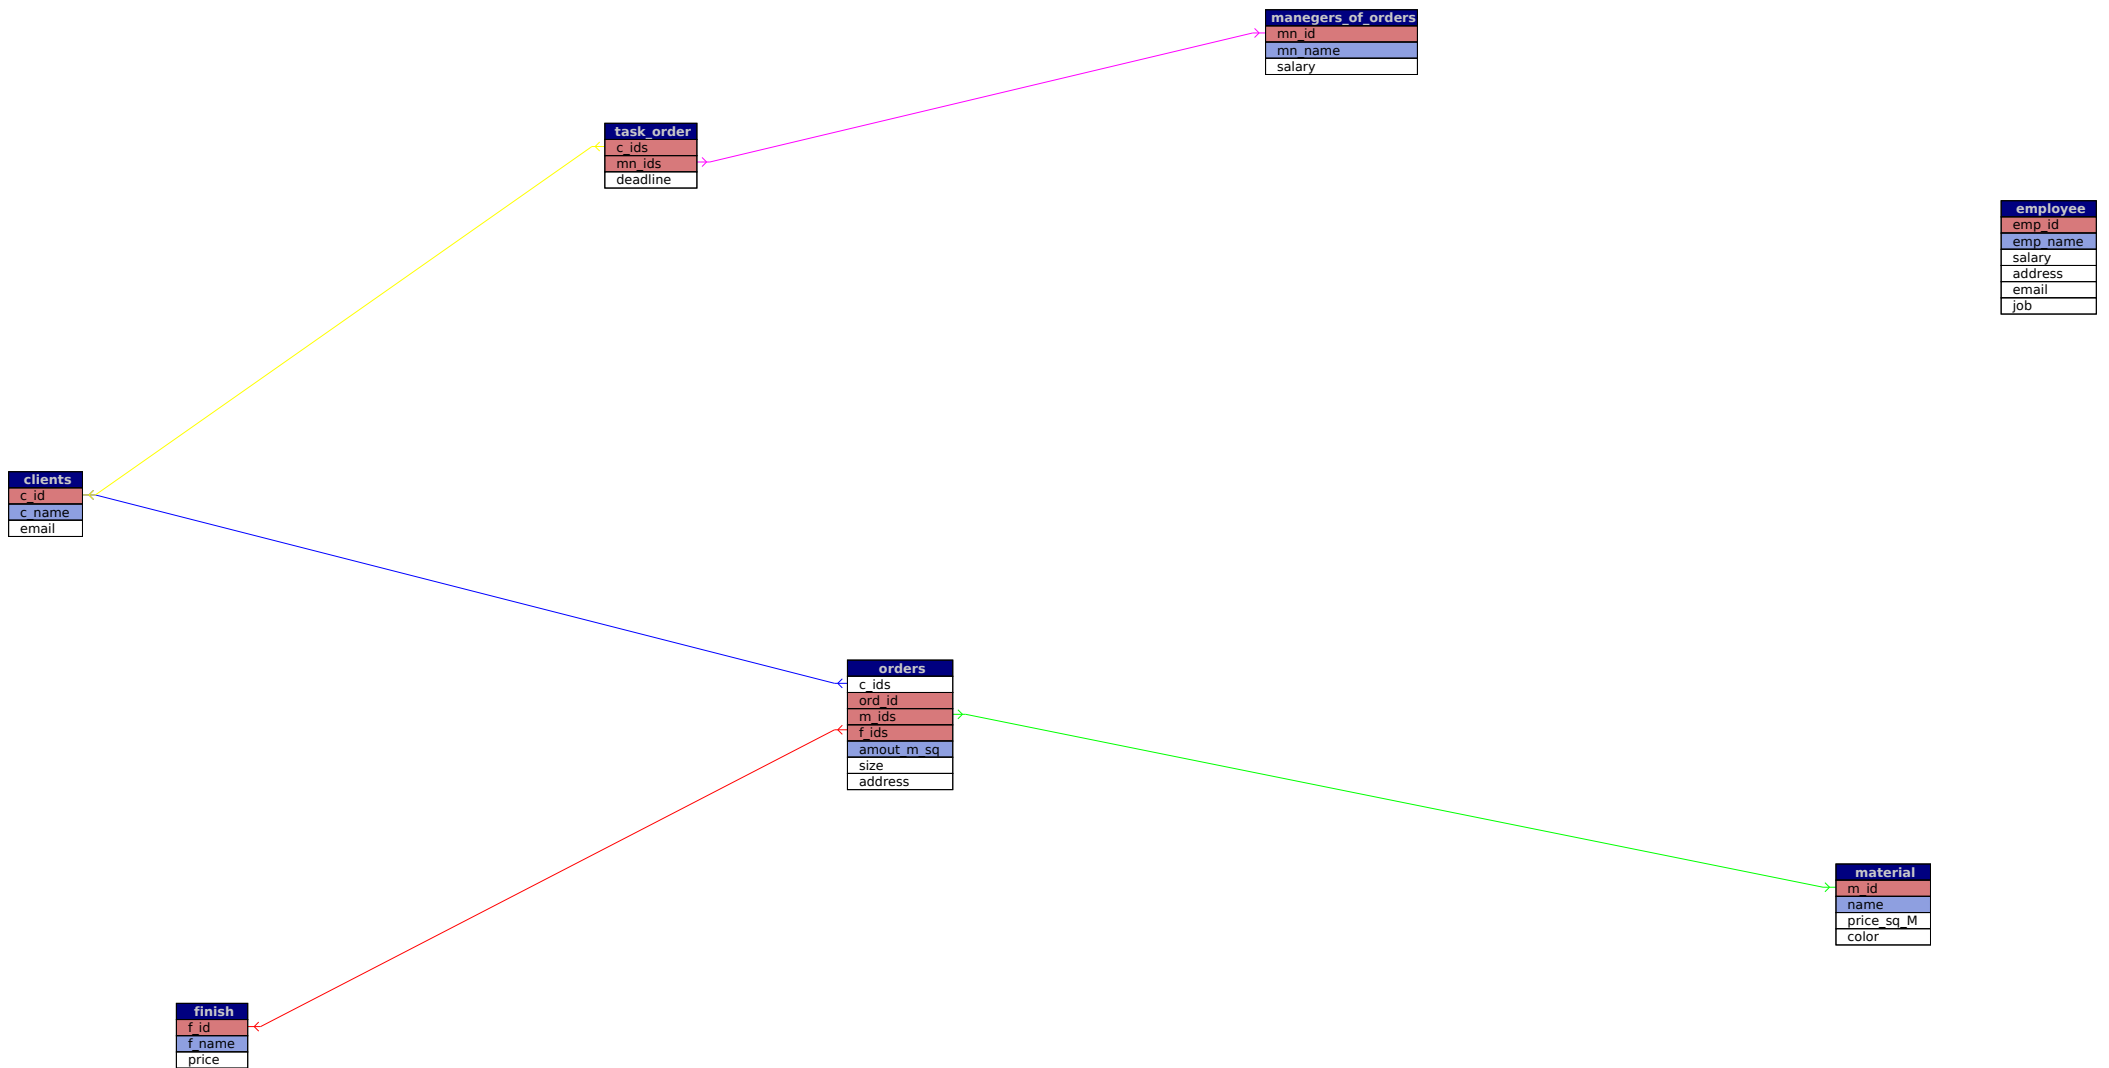 manegers_of_orders
mn_id
mn_name
salary
task_order
c_ids
mn_ids
deadline
employee
emp_id
emp_name
salary
address
email
job
clients
c_id
c_name
email
orders
c_ids
ord_id
m_ids
f_ids
amout_m_sq
size
address
material
m_id
name
price_sq_M
color
finish
f_id
f_name
price